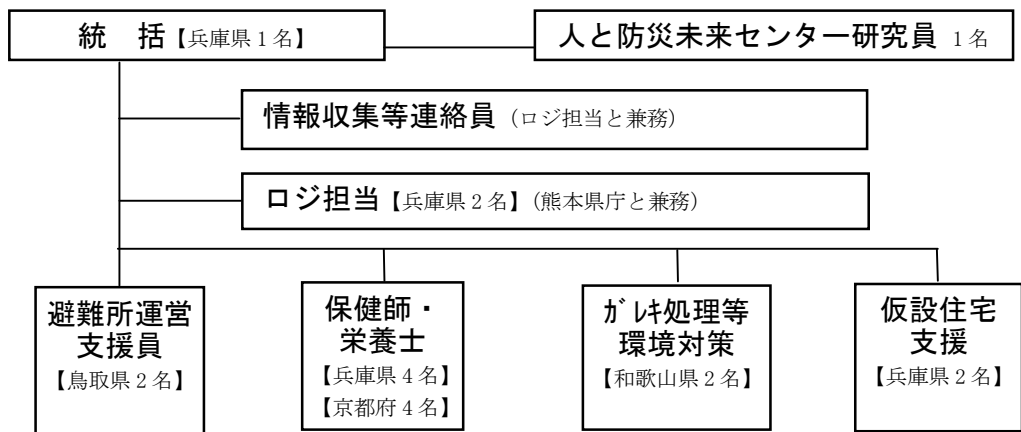 統　括【兵庫県１名】
人と防災未来センター研究員 １名
情報収集等連絡員（ロジ担当と兼務）
ロジ担当【兵庫県２名】（熊本県庁と兼務）
避難所運営
支援員
【鳥取県２名】
保健師・
栄養士
【兵庫県４名】
【京都府４名】
ｶﾞﾚｷ処理等
環境対策
【和歌山県２名】
仮設住宅
支援
【兵庫県２名】